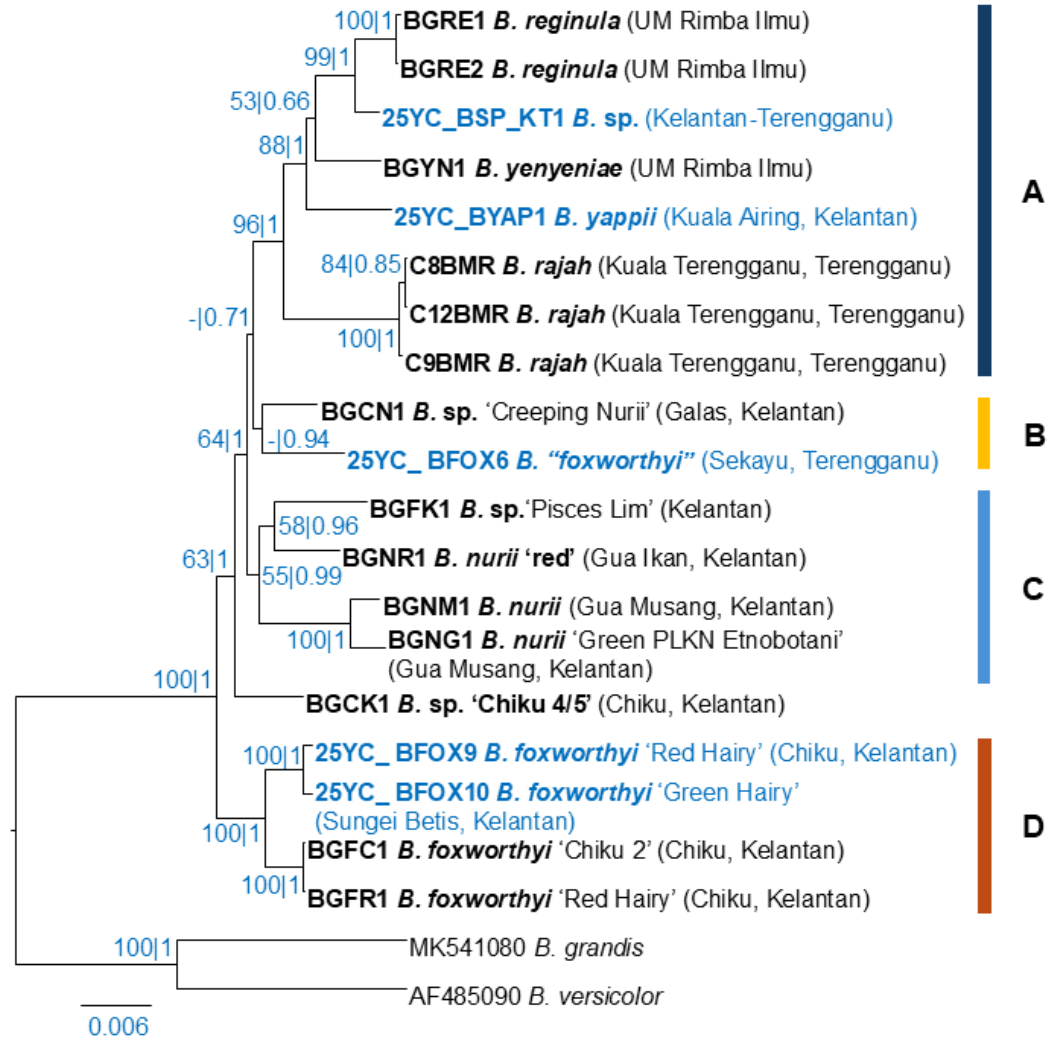 100|1
BGRE1 B. reginula (UM Rimba Ilmu)
99|1
BGRE2 B. reginula (UM Rimba Ilmu)
53|0.66
25YC_BSP_KT1 B. sp. (Kelantan-Terengganu)
88|1
BGYN1 B. yenyeniae (UM Rimba Ilmu)
A
96|1
25YC_BYAP1 B. yappii (Kuala Airing, Kelantan)
84|0.85
C8BMR B. rajah (Kuala Terengganu, Terengganu)
-|0.71
C12BMR B. rajah (Kuala Terengganu, Terengganu)
100|1
C9BMR B. rajah (Kuala Terengganu, Terengganu)
BGCN1 B. sp. ‘Creeping Nurii’ (Galas, Kelantan)
64|1
-|0.94
B
25YC_ BFOX6 B. “foxworthyi” (Sekayu, Terengganu)
BGFK1 B. sp.‘Pisces Lim’ (Kelantan)
58|0.96
63|1
BGNR1 B. nurii ‘red’ (Gua Ikan, Kelantan)
55|0.99
C
BGNM1 B. nurii (Gua Musang, Kelantan)
100|1
BGNG1 B. nurii ‘Green PLKN Etnobotani’
(Gua Musang, Kelantan)
100|1
BGCK1 B. sp. ‘Chiku 4/5’ (Chiku, Kelantan)
100|1
25YC_ BFOX9 B. foxworthyi ‘Red Hairy’ (Chiku, Kelantan)
25YC_ BFOX10 B. foxworthyi ‘Green Hairy’
(Sungei Betis, Kelantan)
D
100|1
BGFC1 B. foxworthyi ‘Chiku 2’ (Chiku, Kelantan)
100|1
BGFR1 B. foxworthyi ‘Red Hairy’ (Chiku, Kelantan)
100|1
MK541080 B. grandis
AF485090 B. versicolor
0.006